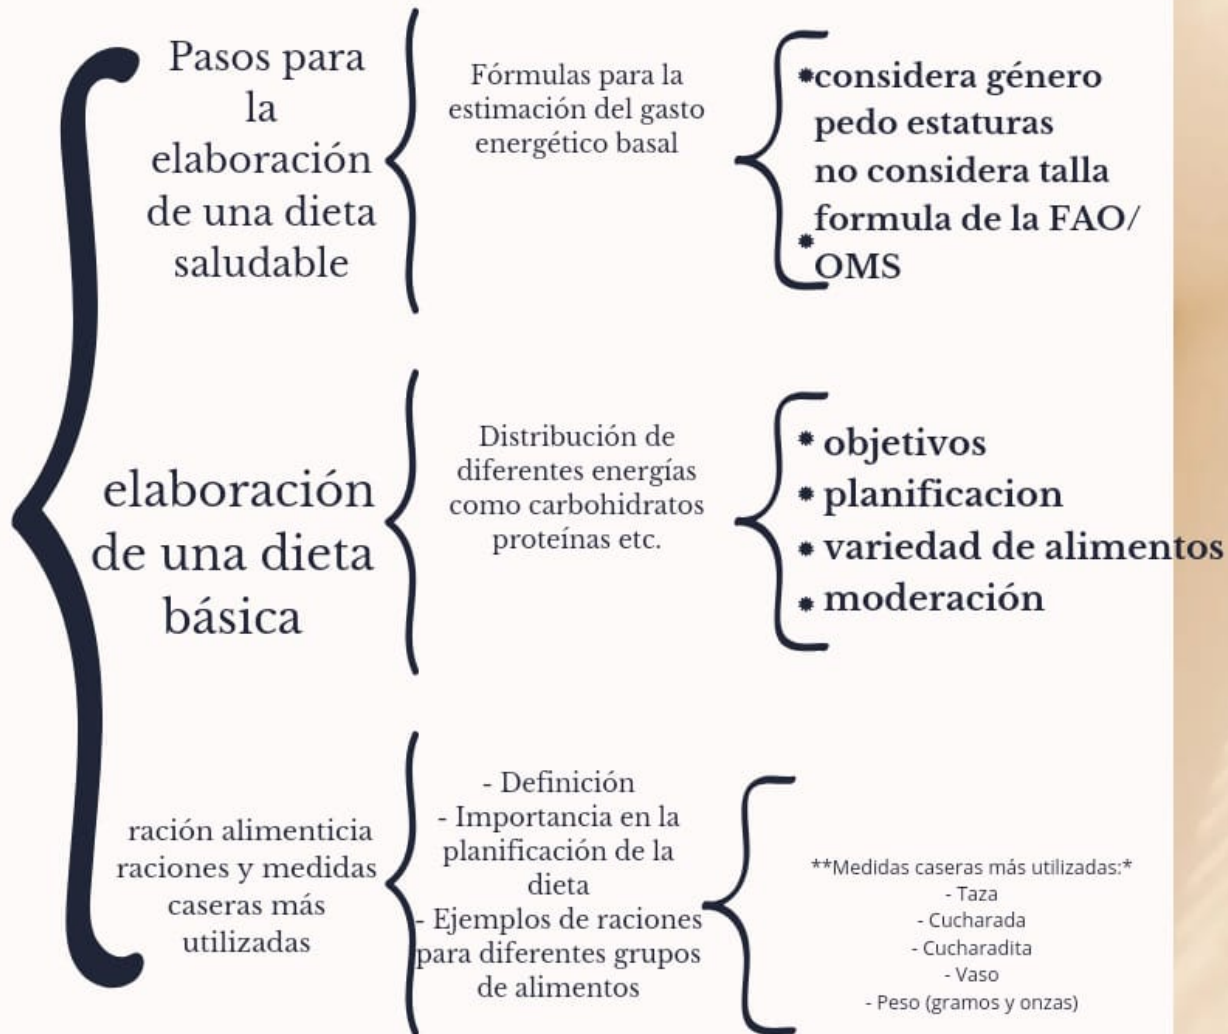 Pasos para
la
elaboración
de una dieta
saludable
Fórmulas para la
estimación del gasto
energético basal
considera género
pedo estaturas
no considera talla
formula de la FAO/
OMS
elaboración
de una dieta
básica
Distribución de
diferentes energías
como carbohidratos
proteínas etc.
objetivos
planificacion
variedad de alimentos
moderación
ración alimenticia
raciones y medidas
caseras más
utilizadas
- Definición
- Importancia en la
planificación de la
dieta
- Ejemplos de raciones
para diferentes grupos
de alimentos
**Medidas caseras más utilizadas:*
- Taza
- Cucharada
- Cucharadita
- Vaso
- Peso (gramos y onzas)